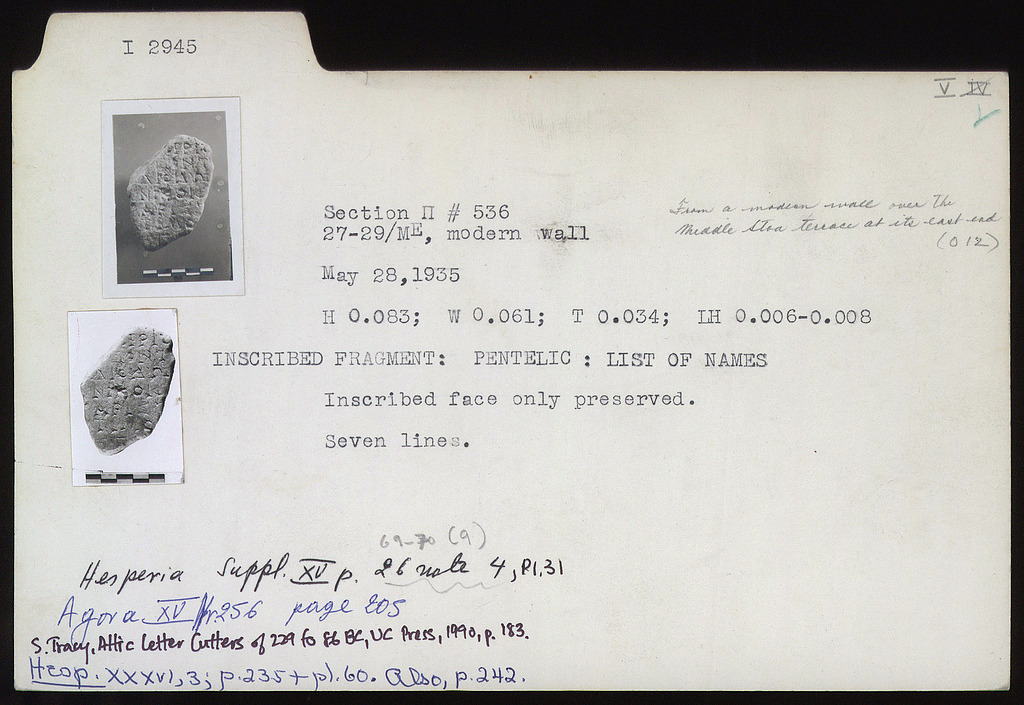 I 2945
V IV
Section Π # 536
27-29/ΜΕ, modern wall
From a modern wall over the
Middle Stoa terrace at its east end
(O 12)
May 28,1935
H 0.083; W 0.061; T 0.034; LH 0.006-0.008
INSCRIBED FRAGMENT: PENTELIC : LIST OF NAMES
Inscribed face only preserved.
Seven lines.
69-70 (9)
Hesperia Suppl. XV p. 26 note 4, Pl.31
Agora XV 256 page 205
S. Tracy, Attic Letter Cutters of 229 to 86 BC, UC Press, 1990, p. 183.
Hesp. XXXVI, 3; p.235 + pl.60. Also, p.242.